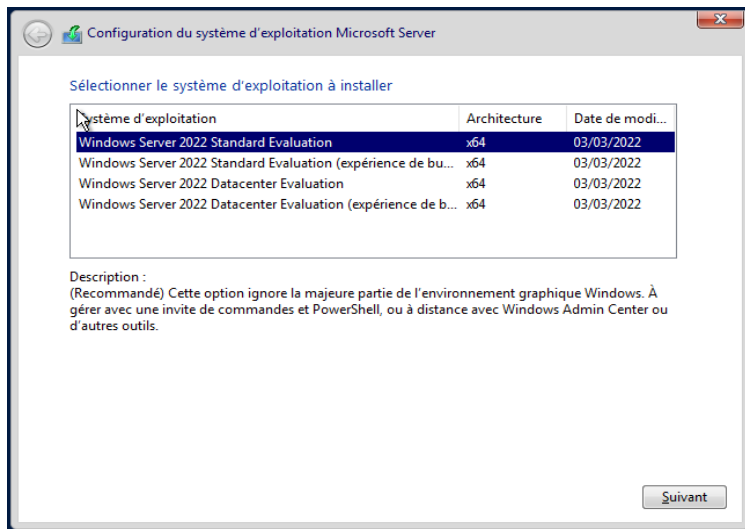 Configuration du système d'exploitation Microsoft Server
Sélectionner le système d'exploitation à installer
Système d'exploitation Architecture Date de modi...
Windows Server 2022 Standard Evaluation x64 03/03/2022
Windows Server 2022 Standard Evaluation (expérience de bu... x64 03/03/2022
Windows Server 2022 Datacenter Evaluation x64 03/03/2022
Windows Server 2022 Datacenter Evaluation (expérience de b... x64 03/03/2022
Description :
(Recommandé) Cette option ignore la majeure partie de l'environnement graphique Windows. À
gérer avec une invite de commandes et PowerShell, ou à distance avec Windows Admin Center ou
d'autres outils.
Suivant